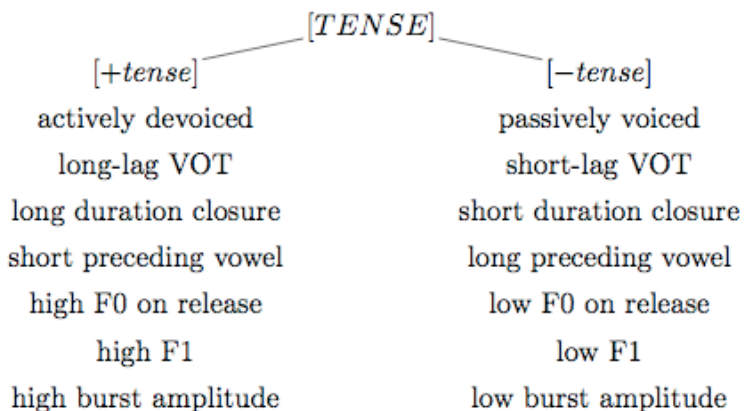 [TENSE]
[+tense] [−tense]
actively devoiced passively voiced
long-lag VOT short-lag VOT
long duration closure short duration closure
short preceding vowel long preceding vowel
high F0 on release low F0 on release
high F1 low F1
high burst amplitude low burst amplitude